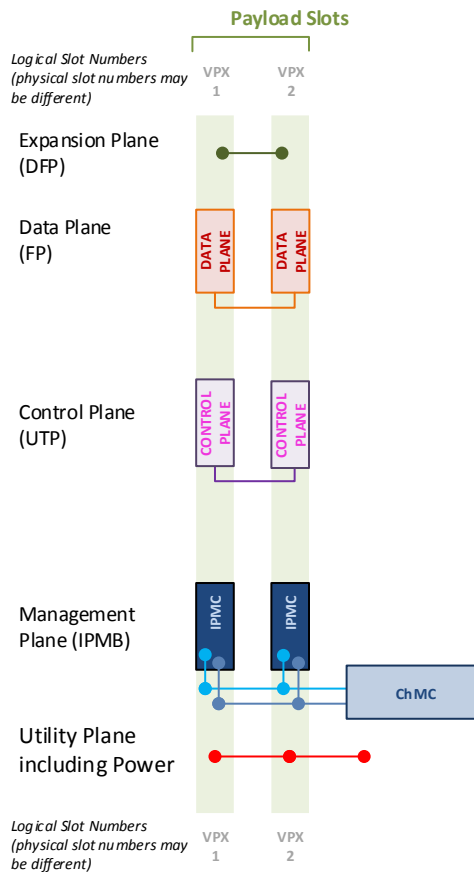 Payload Slots
Logical Slot Numbers
(physical slot numbers may
be different)
VPX
1
VPX
2
Expansion Plane
(DFP)
Data Plane
(FP)
DATA
PLANE
DATA
PLANE
Control Plane
(UTP)
CONTROL
PLANE
CONTROL
PLANE
Management
Plane (IPMB)
IPMC
IPMC
ChMC
Utility Plane
including Power
Logical Slot Numbers
(physical slot numbers may
be different)
VPX
1
VPX
2